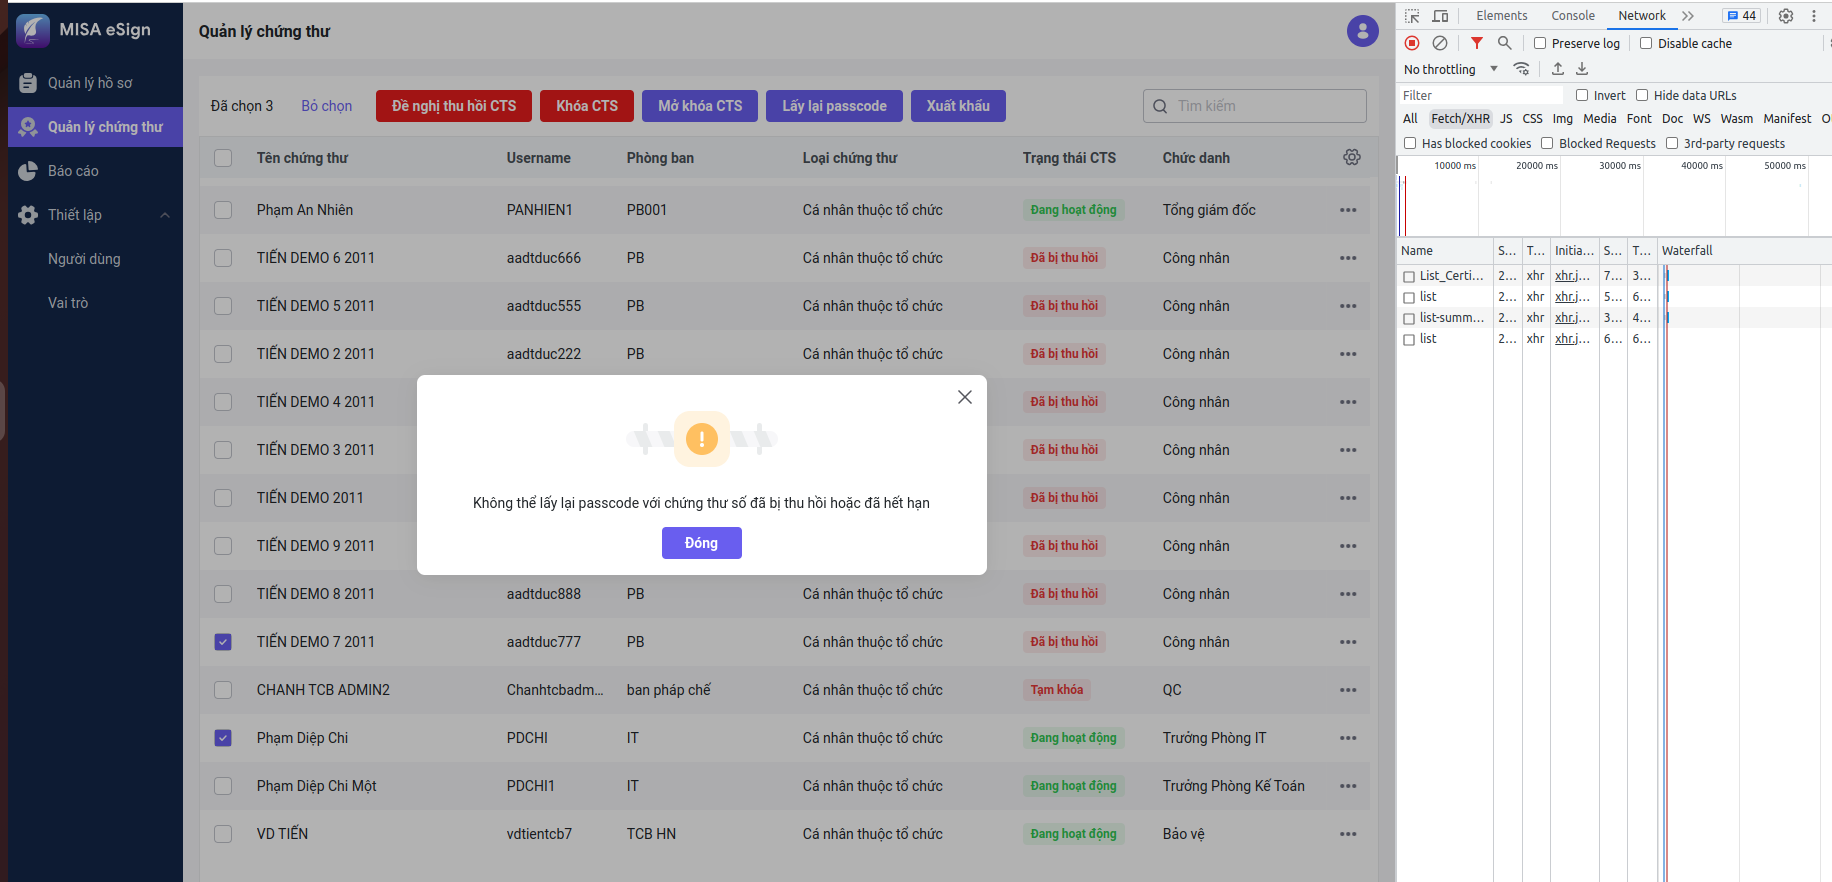 MISA eSign
Quản lý hồ sơ
Quản lý chứng thư
Báo cáo
Thiết lập
Người dùng
Vai trò
Quản lý chứng thư
Đã chọn 3 Bỏ chọn Đề nghị thu hồi CTS Khóa CTS Mở khóa CTS Lấy lại passcode Xuất khẩu Tìm kiếm
Tên chứng thư Username Phòng ban Loại chứng thư Trạng thái CTS Chức danh
Phạm An Nhiên PANHIEN1 PB001 Cá nhân thuộc tổ chức Đang hoạt động Tổng giám đốc
TIẾN DEMO 6 2011 aadtduc666 PB Cá nhân thuộc tổ chức Đã bị thu hồi Công nhân
TIẾN DEMO 5 2011 aadtduc555 PB Cá nhân thuộc tổ chức Đã bị thu hồi Công nhân
TIẾN DEMO 2 2011 aadtduc222 PB Cá nhân thuộc tổ chức Đã bị thu hồi Công nhân
TIẾN DEMO 4 2011 Đã bị thu hồi Công nhân
TIẾN DEMO 3 2011 Đã bị thu hồi Công nhân
TIẾN DEMO 2011 Đã bị thu hồi Công nhân
TIẾN DEMO 9 2011 Đã bị thu hồi Công nhân
TIẾN DEMO 8 2011 aadtduc888 PB Cá nhân thuộc tổ chức Đã bị thu hồi Công nhân
TIẾN DEMO 7 2011 aadtduc777 PB Cá nhân thuộc tổ chức Đã bị thu hồi Công nhân
CHANH TCB ADMIN2 Chanhtcbadm... ban pháp chế Cá nhân thuộc tổ chức Tạm khóa QC
Phạm Diệp Chi PDCHI IT Cá nhân thuộc tổ chức Đang hoạt động Trưởng Phòng IT
Phạm Diệp Chi Một PDCHI1 IT Cá nhân thuộc tổ chức Đang hoạt động Trưởng Phòng Kế Toán
VD TIẾN vdtientcb7 TCB HN Cá nhân thuộc tổ chức Đang hoạt động Bảo vệ
Không thể lấy lại passcode với chứng thư số đã bị thu hồi hoặc đã hết hạn
Đóng
Elements Console Network 44
Preserve log Disable cache
No throttling
Filter Invert Hide data URLs
All Fetch/XHR JS CSS Img Media Font Doc WS Wasm Manifest
Has blocked cookies Blocked Requests 3rd-party requests
10000 ms 20000 ms 30000 ms 40000 ms 50000 ms
Name S... T... Initia... S... T... Waterfall
List_Certi... 2... xhr xhr.j... 7... 3...
list 2... xhr xhr.j... 5... 6...
list-summ... 2... xhr xhr.j... 3... 4...
list 2... xhr xhr.j... 6... 6...